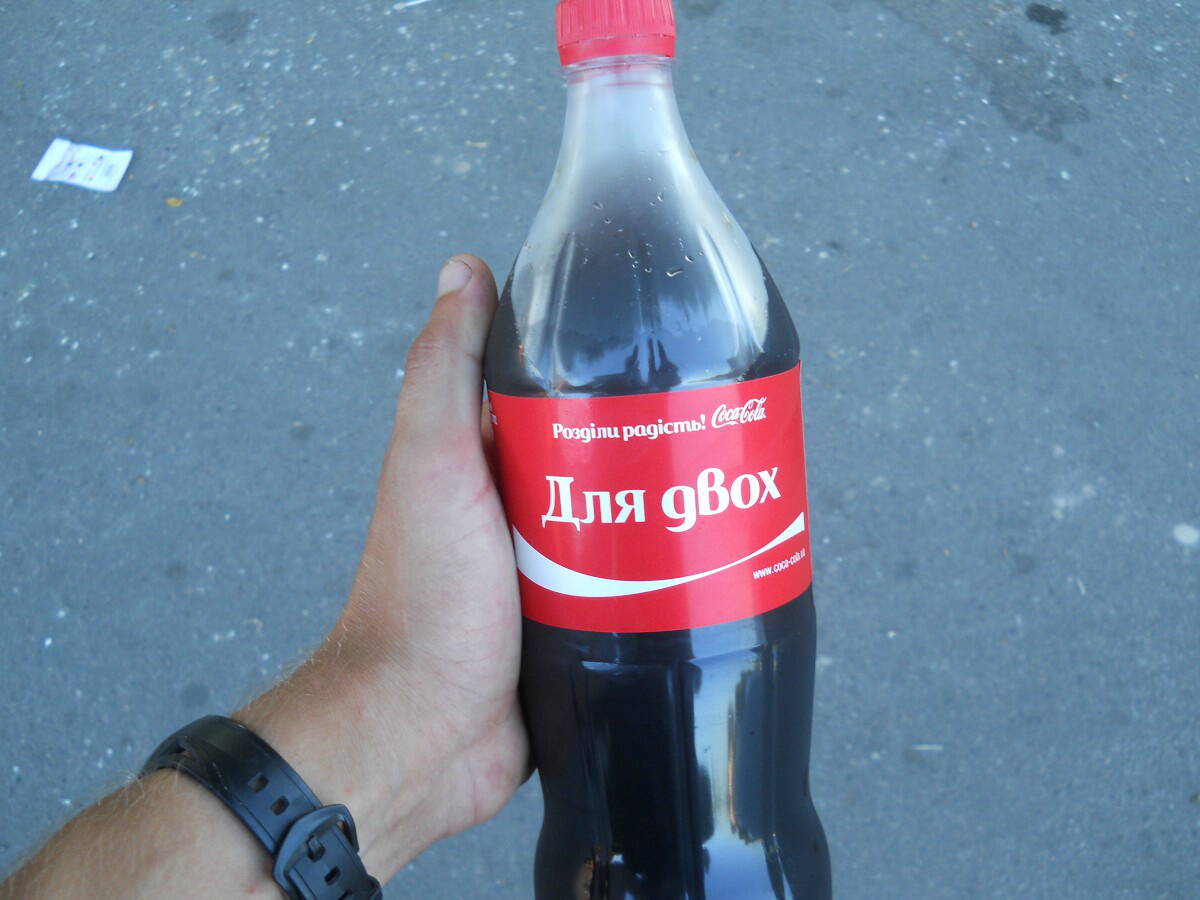 Розділи радість! Coca-Cola
Для двох
www.coca-cola.ua